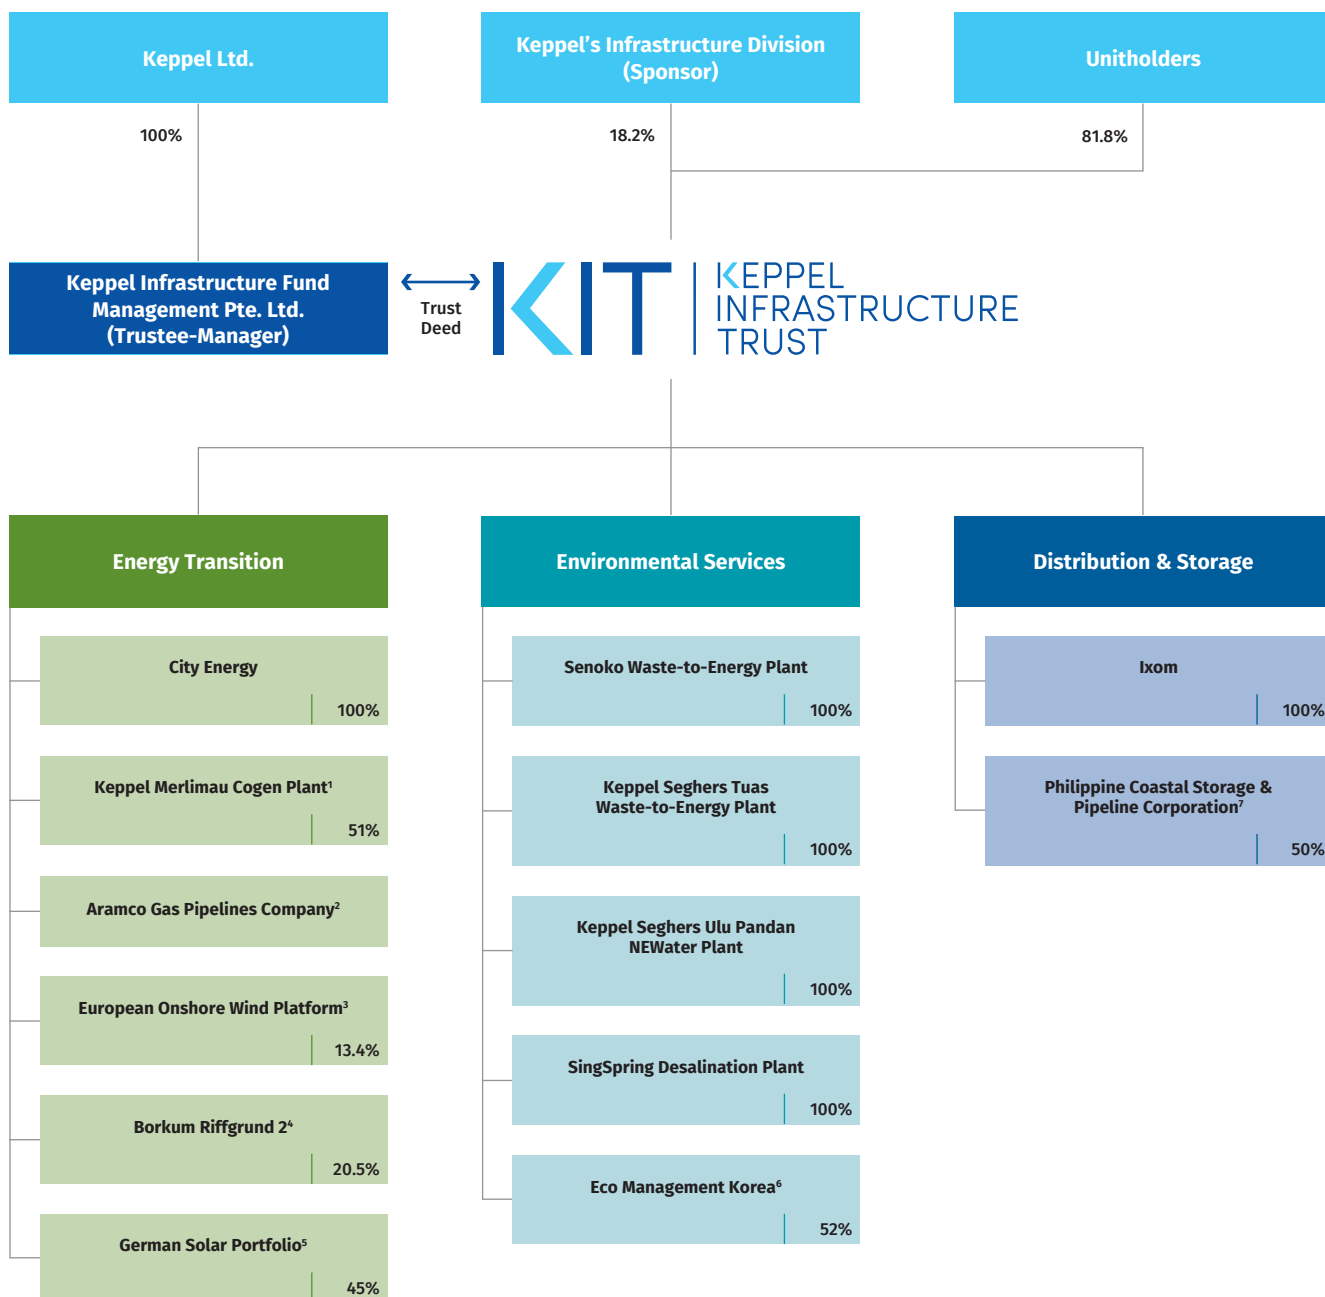 Keppel Ltd.
Keppel’s Infrastructure Division
(Sponsor)
Unitholders
100%
18.2%
81.8%
Keppel Infrastructure Fund
Management Pte. Ltd.
(Trustee-Manager)
Trust
Deed
KIT
KEPPEL
INFRASTRUCTURE
TRUST
Energy Transition
City Energy
100%
Keppel Merlimau Cogen Plant¹
51%
Aramco Gas Pipelines Company²
European Onshore Wind Platform³
13.4%
Borkum Riffgrund 2⁴
20.5%
German Solar Portfolio⁵
45%
Environmental Services
Senoko Waste-to-Energy Plant
100%
Keppel Seghers Tuas
Waste-to-Energy Plant
100%
Keppel Seghers Ulu Pandan
NEWater Plant
100%
SingSpring Desalination Plant
100%
Eco Management Korea⁶
52%
Distribution & Storage
Ixom
100%
Philippine Coastal Storage &
Pipeline Corporation⁷
50%